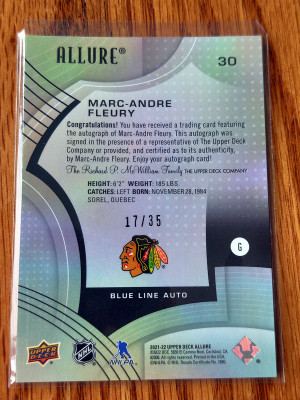 ALLURE®
30
MARC-ANDRE
FLEURY
Congratulations! You have received a trading card featuring
the autograph of Marc-Andre Fleury. This autograph was
signed in the presence of a representative of The Upper Deck
Company or provided, and certified as to its authenticity,
by Marc-Andre Fleury. Enjoy your autograph card!
The Richard P. McWilliam Family THE UPPER DECK COMPANY
HEIGHT: 6'2" WEIGHT: 185 LBS.
CATCHES: LEFT BORN: NOVEMBER 28, 1984
SOREL, QUEBEC
17/35
G
BLUE LINE AUTO
UPPER DECK
NHL
NHLPA
2021-22 UPPER DECK ALLURE